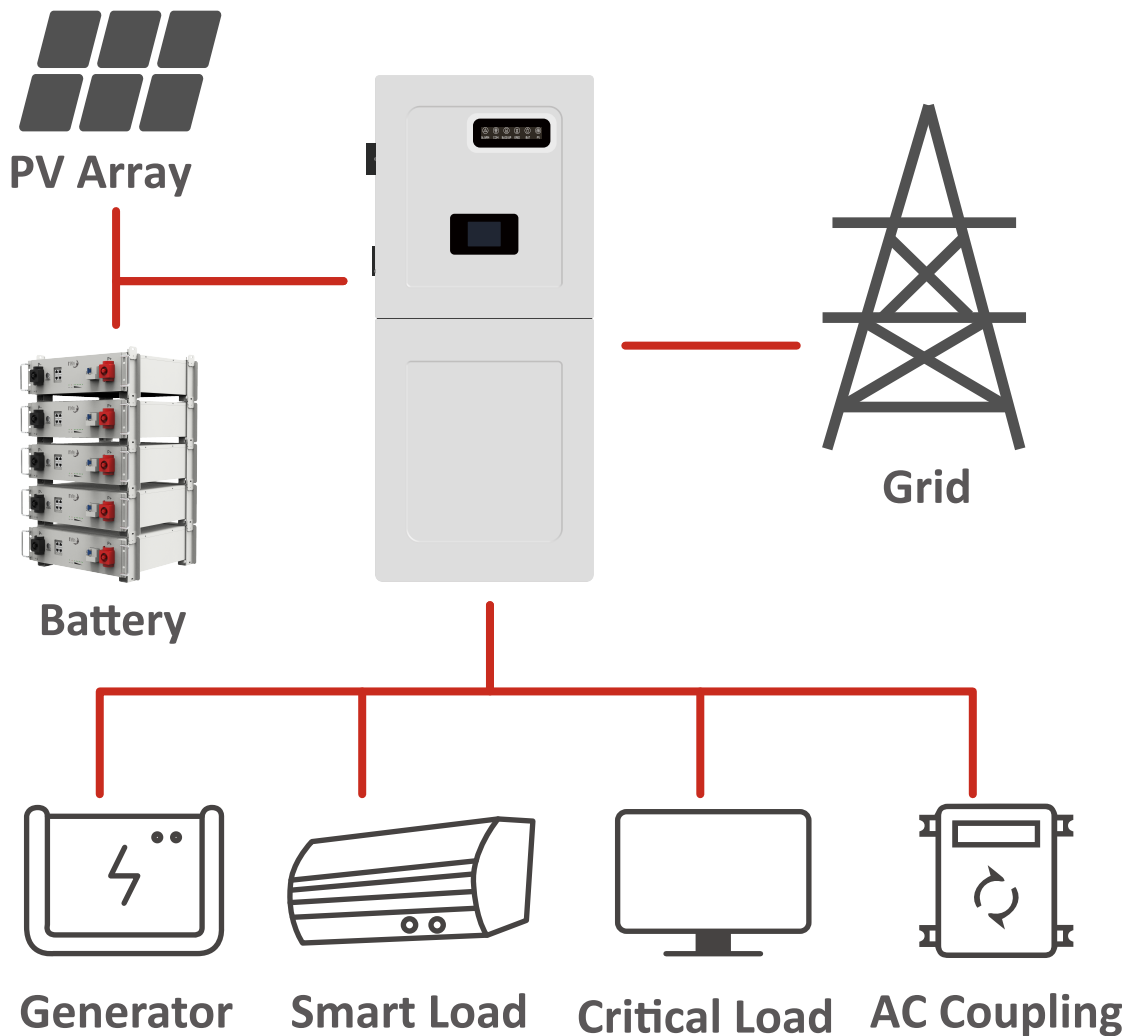 PV Array
Battery
Grid
Generator
Smart Load
Critical Load
AC Coupling